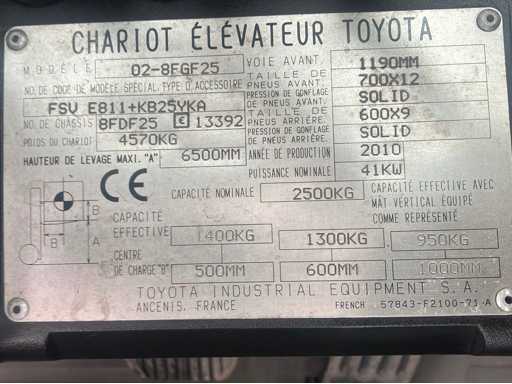 CHARIOT ÉLÉVATEUR TOYOTA
MODÈLE 02-8FGF25
NO. DE CODE DE MODÈLE SPÉCIAL TYPE D'ACCESSOIRE
FSV E811+KB25VKA
NO. DE CHASSIS 8FDF25 E 13392
POIDS DU CHARIOT 4570KG
HAUTEUR DE LEVAGE MAXI. "A" 6500MM
VOIE AVANT. 1190MM
TAILLE DE PNEUS AVANT. 700X12
PRESSION DE GONFLAGE DE PNEUS AVANT. SOLID
TAILLE DE PNEUS ARRIÈRE. 600X9
PRESSION DE GONFLAGE DE PNEUS ARRIÈRE. SOLID
ANNÉE DE PRODUCTION 2010
PUISSANCE NOMINALE 41KW
CE
CAPACITÉ NOMINALE 2500KG
CAPACITÉ EFFECTIVE AVEC
MÂT VERTICAL ÉQUIPÉ
COMME REPRÉSENTÉ
B
B
A
CAPACITÉ EFFECTIVE 1400KG 1300KG 950KG
CENTRE DE CHARGE "B" 500MM 600MM 1000MM
TOYOTA INDUSTRIAL EQUIPMENT S.A.
ANCENIS. FRANCE
FRENCH 57843-F2100-71-A